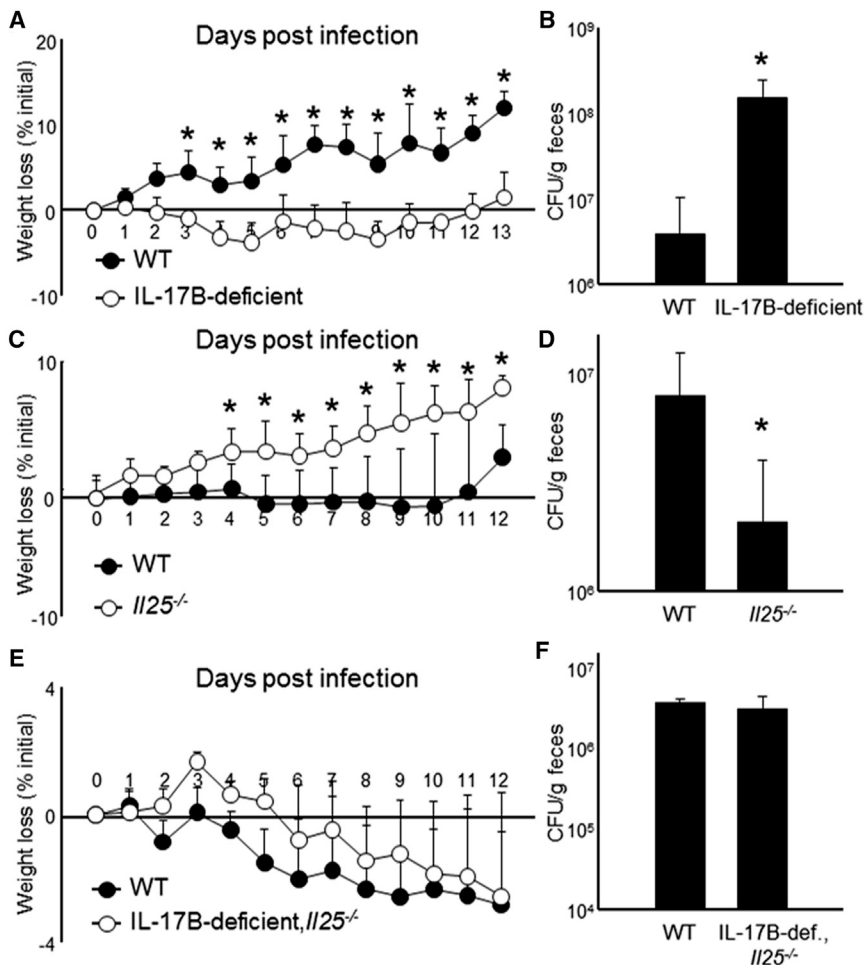 A
Days post infection
Weight loss (% initial)
20
10
0
-10
* * * * * * * * * * *
0 1 2 3 4 5 6 7 8 9 10 11 12 13
WT
IL-17B-deficient
B
CFU/g feces
10⁹
10⁸
10⁷
10⁶
*
WT IL-17B-deficient
C
Days post infection
Weight loss (% initial)
10
0
-10
* * * * * * * * *
0 1 2 3 4 5 6 7 8 9 10 11 12
WT
Il25-/-
D
CFU/g feces
10⁷
10⁶
*
WT Il25-/-
E
Days post infection
Weight loss (% initial)
4
0
-4
0 1 2 3 4 5 6 7 8 9 10 11 12
WT
IL-17B-deficient,Il25-/-
F
CFU/g feces
10⁷
10⁶
10⁵
10⁴
WT IL-17B-def.,
Il25-/-